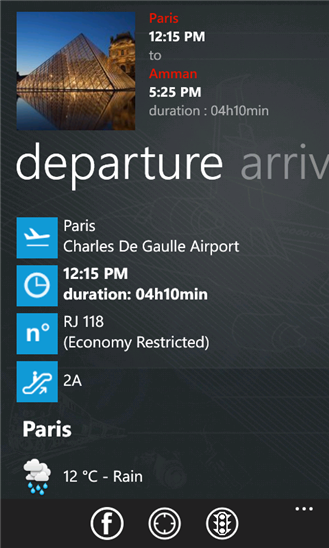 Paris
12:15 PM
to
Amman
5:25 PM
duration : 04h10min
departure arriv
Paris
Charles De Gaulle Airport
12:15 PM
duration: 04h10min
n°
RJ 118
(Economy Restricted)
2A
Paris
12 °C - Rain
f
...